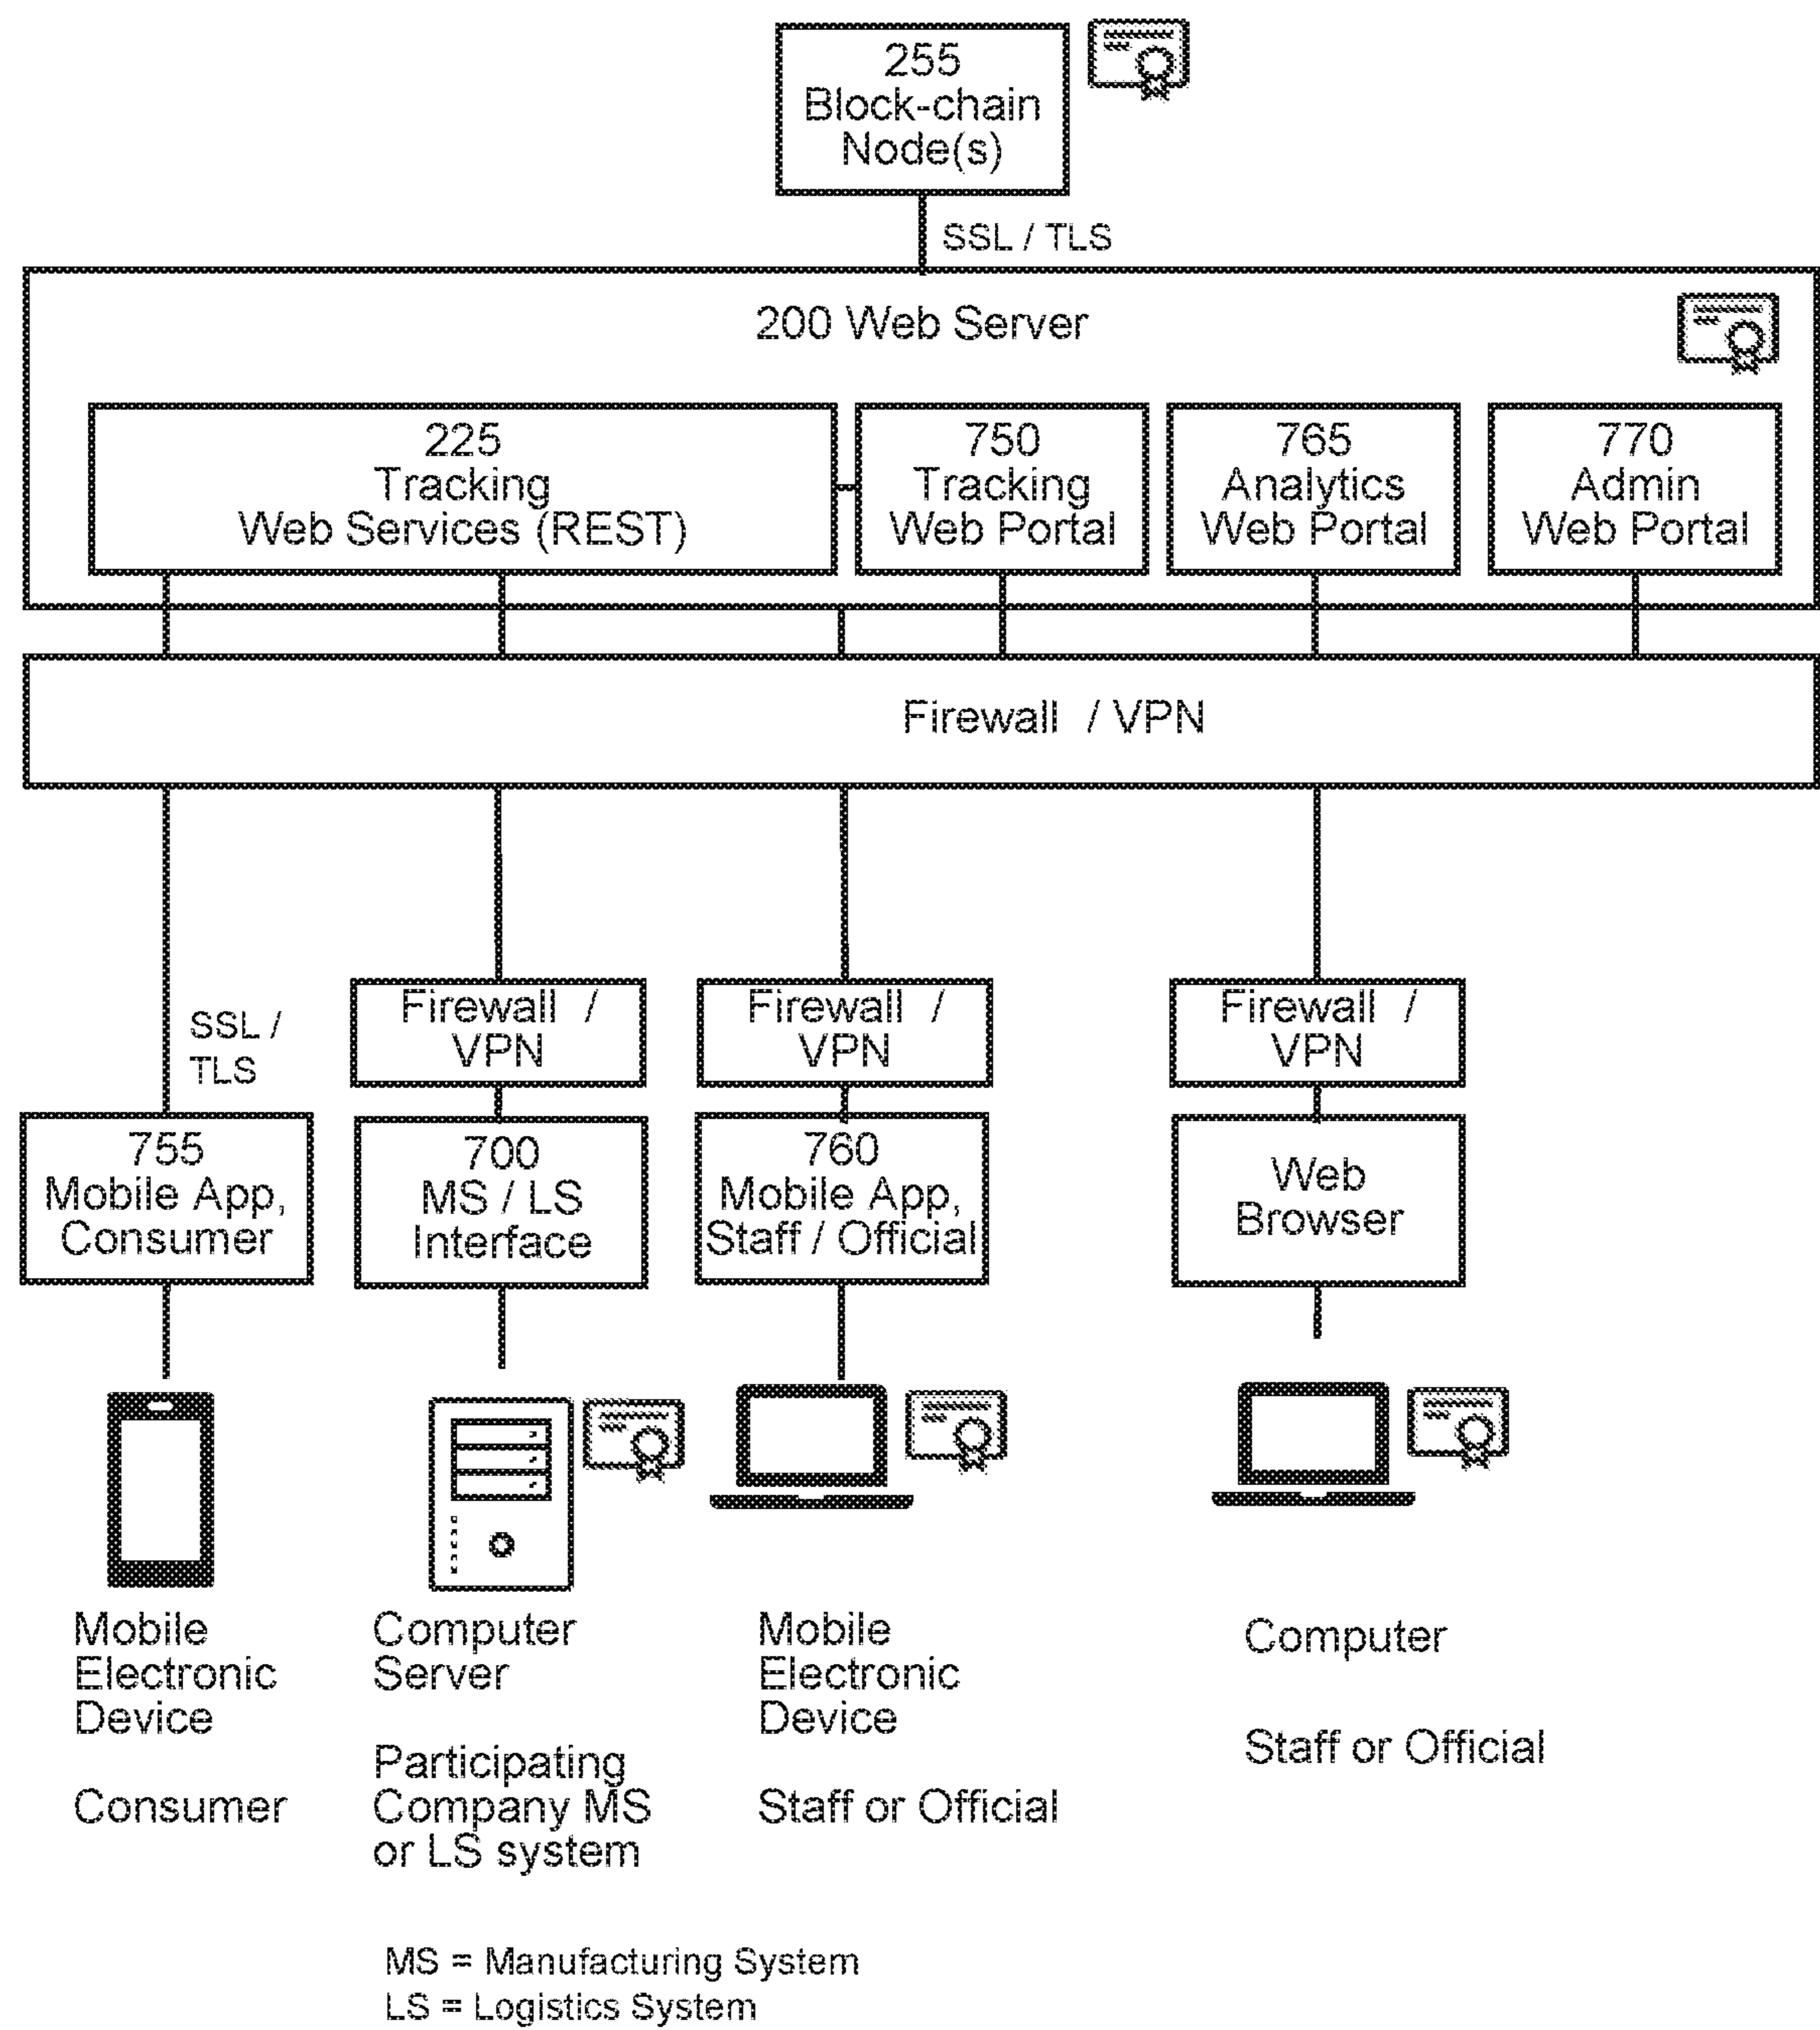 255
Block-chain
Node(s)
SSL / TLS
200 Web Server
225
Tracking
Web Services (REST)
750
Tracking
Web Portal
765
Analytics
Web Portal
770
Admin
Web Portal
Firewall / VPN
SSL /
TLS
Firewall /
VPN
Firewall /
VPN
Firewall /
VPN
755
Mobile App,
Consumer
700
MS / LS
Interface
760
Mobile App,
Staff / Official
Web
Browser
Mobile
Electronic
Device
Consumer
Computer
Server
Participating
Company MS
or LS system
Mobile
Electronic
Device
Staff or Official
Computer
Staff or Official
MS = Manufacturing System
LS = Logistics System